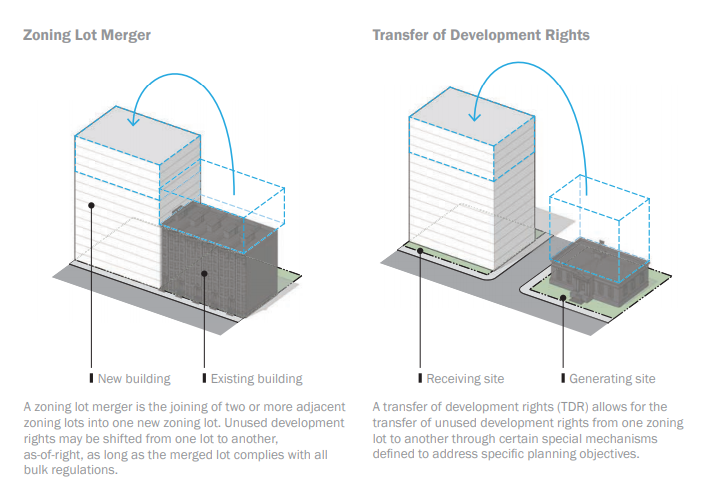 Zoning Lot Merger
Transfer of Development Rights
New building
Existing building
Receiving site
Generating site
A zoning lot merger is the joining of two or more adjacent
zoning lots into one new zoning lot. Unused development
rights may be shifted from one lot to another,
as-of-right, as long as the merged lot complies with all
bulk regulations.
A transfer of development rights (TDR) allows for the
transfer of unused development rights from one zoning
lot to another through certain special mechanisms
defined to address specific planning objectives.